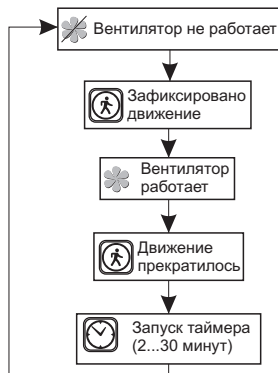 Вентилятор не работает
Зафиксировано
движение
Вентилятор
работает
Движение
прекратилось
Запуск таймера
(2...30 минут)